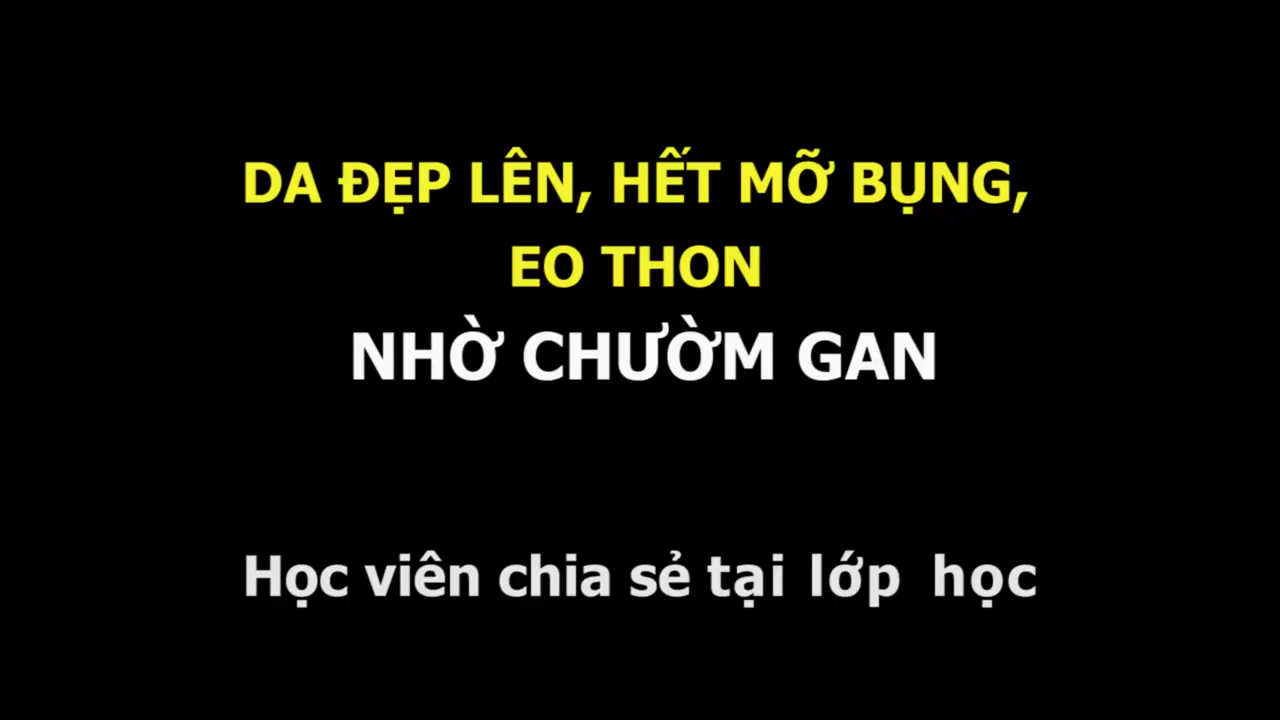 DA ĐẸP LÊN, HẾT MỠ BỤNG,
EO THON
NHỜ CHƯỜM GAN
Học viên chia sẻ tại lớp học